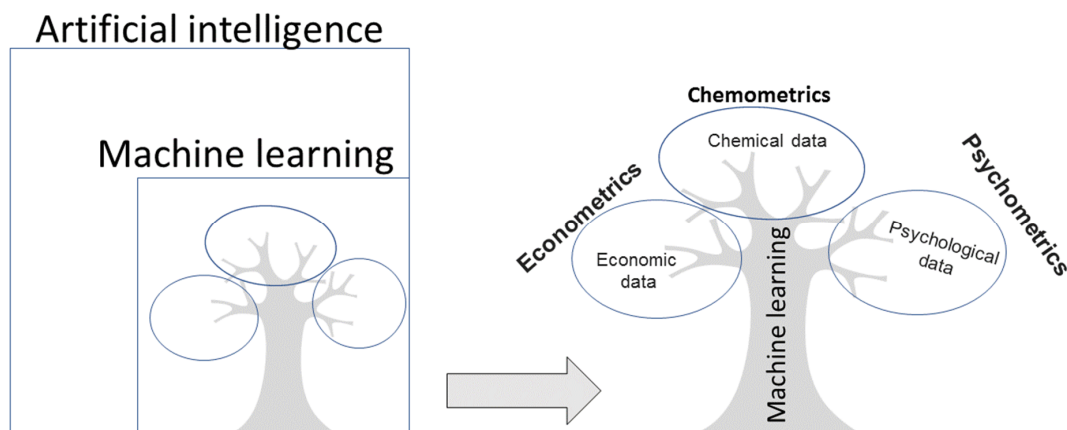 Artificial intelligence
Machine learning
Chemometrics
Chemical data
Econometrics
Economic
data
Machine learning
Psychometrics
Psychological
data